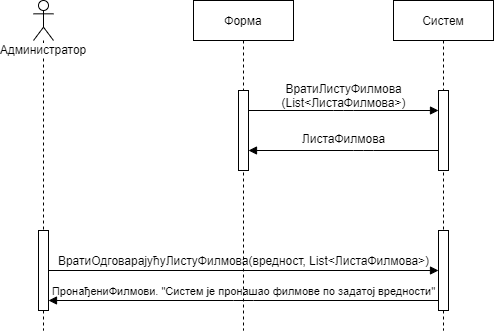 Администратор
Форма
Систем
ВратиЛистуФилмова
(List<ЛистаФилмова>)
ЛистаФилмова
ВратиОдговарајућуЛистуФилмова(вредност, List<ЛистаФилмова>)
ПронађениФилмови. "Систем је пронашао филмове по задатој вредности"